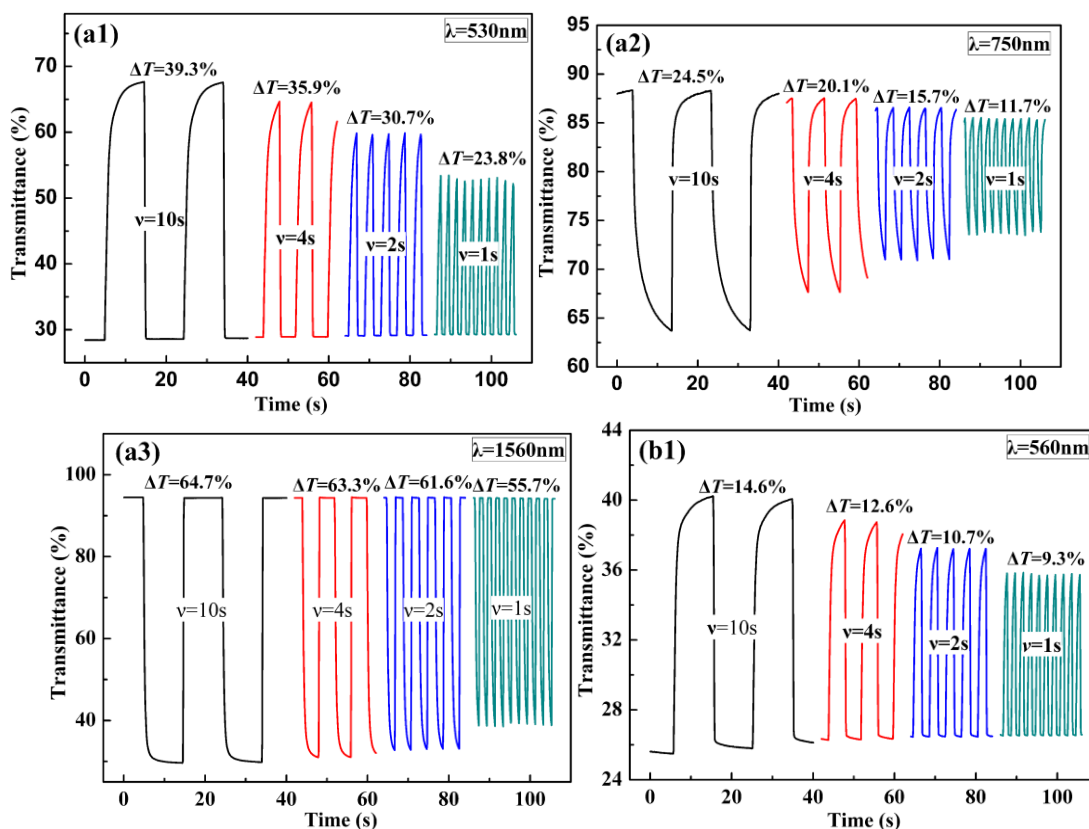 (a1)
λ=530nm
ΔT=39.3%
ΔT=35.9%
ΔT=30.7%
ΔT=23.8%
ν=10s
ν=4s
ν=2s
ν=1s
Transmittance (%)
70
60
50
40
30
0 20 40 60 80 100
Time (s)
(a2)
λ=750nm
ΔT=24.5%
ΔT=20.1%
ΔT=15.7%
ΔT=11.7%
ν=10s
ν=4s
ν=2s
ν=1s
Transmittance (%)
95
90
85
80
75
70
65
60
0 20 40 60 80 100
Time (s)
(a3)
λ=1560nm
ΔT=64.7%
ΔT=63.3%
ΔT=61.6%
ΔT=55.7%
ν=10s
ν=4s
ν=2s
ν=1s
Transmittance (%)
100
80
60
40
0 20 40 60 80 100
Time (s)
(b1)
λ=560nm
ΔT=14.6%
ΔT=12.6%
ΔT=10.7%
ΔT=9.3%
ν=10s
ν=4s
ν=2s
ν=1s
Transmittance (%)
44
40
36
32
28
24
0 20 40 60 80 100
Time (s)